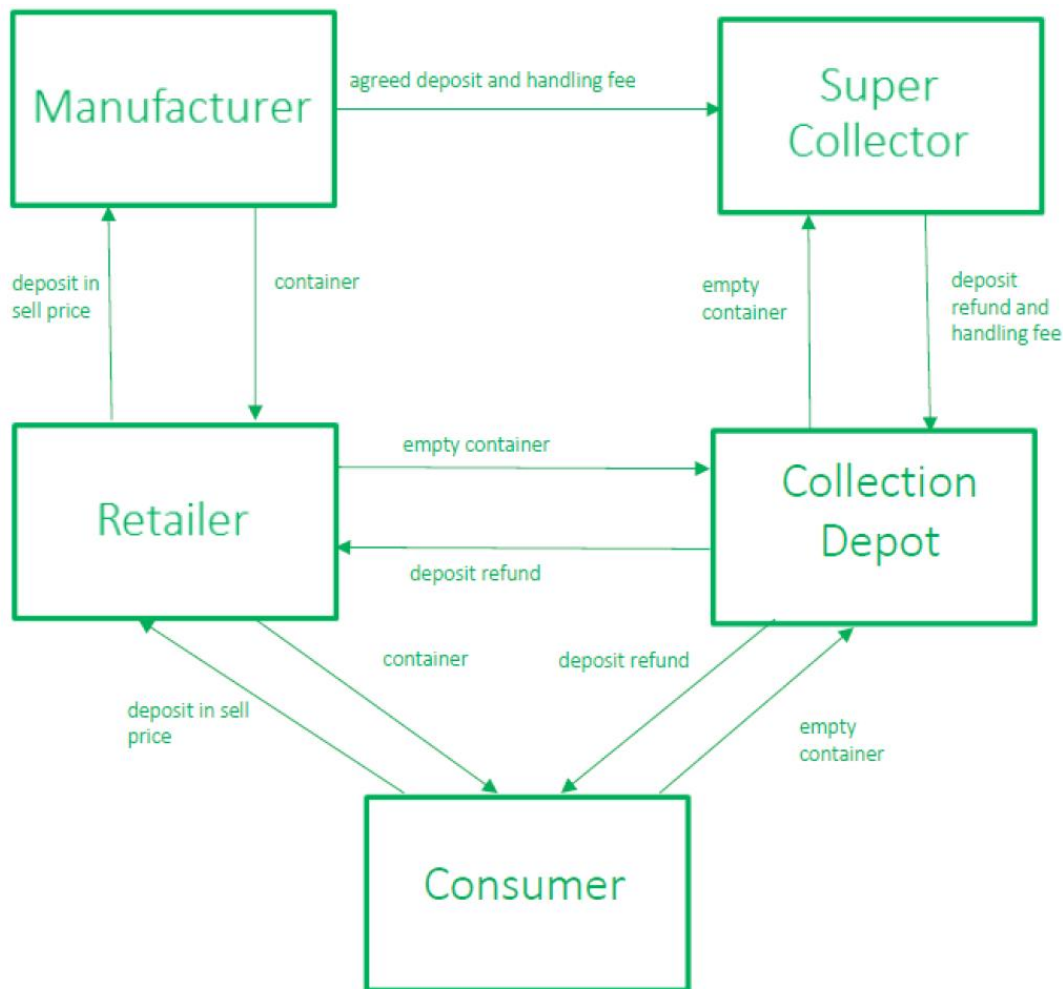 Manufacturer
agreed deposit and handling fee
Super
Collector
deposit in
sell price
container
empty
container
deposit
refund and
handling fee
Retailer
empty container
deposit refund
Collection
Depot
container
deposit refund
deposit in sell
price
empty
container
Consumer